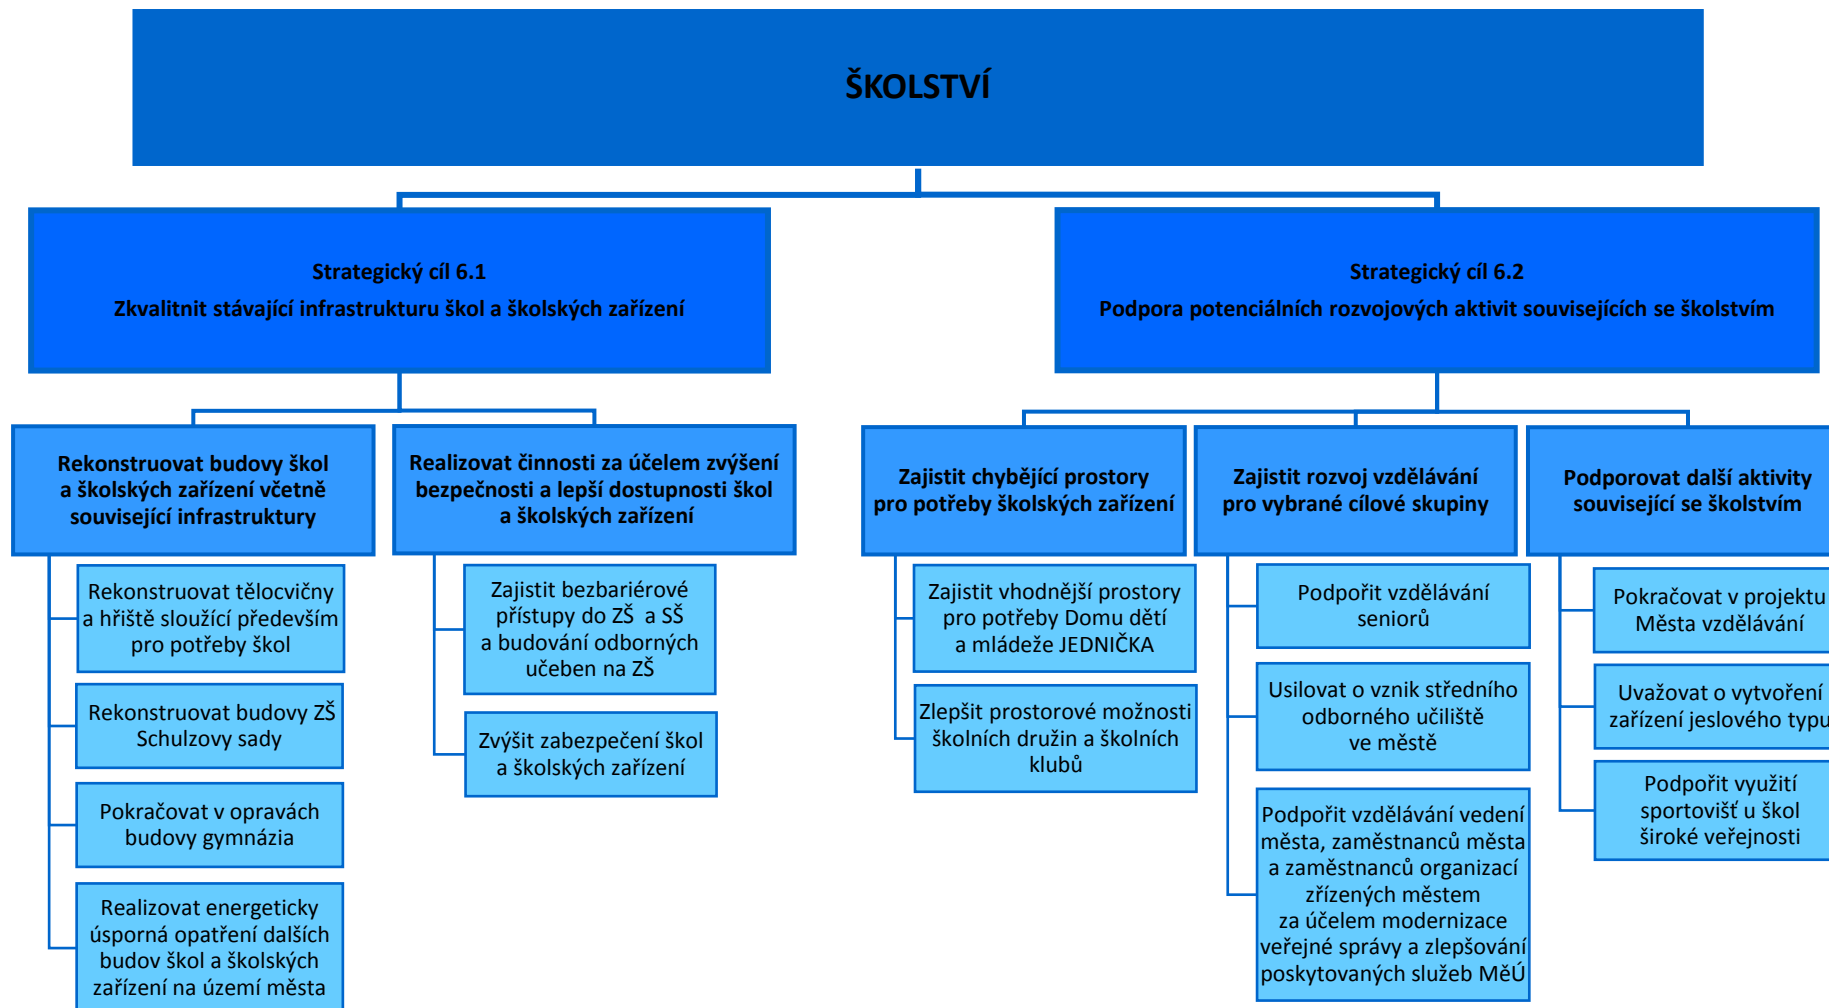 ŠKOLSTVÍ
Strategický cíl 6.1
Zkvalitnit stávající infrastrukturu škol a školských zařízení
Strategický cíl 6.2
Podpora potenciálních rozvojových aktivit souvisejících se školstvím
Rekonstruovat budovy škol
a školských zařízení včetně
související infrastruktury
Realizovat činnosti za účelem zvýšení
bezpečnosti a lepší dostupnosti škol
a školských zařízení
Zajistit chybějící prostory
pro potřeby školských zařízení
Zajistit rozvoj vzdělávání
pro vybrané cílové skupiny
Podporovat další aktivity
související se školstvím
Rekonstruovat tělocvičny
a hřiště sloužící především
pro potřeby škol
Rekonstruovat budovy ZŠ
Schulzovy sady
Pokračovat v opravách
budovy gymnázia
Realizovat energeticky
úsporná opatření dalších
budov škol a školských
zařízení na území města
Zajistit bezbariérové
přístupy do ZŠ a SŠ
a budování odborných
učeben na ZŠ
Zvýšit zabezpečení škol
a školských zařízení
Zajistit vhodnější prostory
pro potřeby Domu dětí
a mládeže JEDNIČKA
Zlepšit prostorové možnosti
školních družin a školních
klubů
Podpořit vzdělávání
seniorů
Usilovat o vznik středního
odborného učiliště
ve městě
Podpořit vzdělávání vedení
města, zaměstnanců města
a zaměstnanců organizací
zřízených městem
za účelem modernizace
veřejné správy a zlepšování
poskytovaných služeb MěÚ
Pokračovat v projektu
Města vzdělávání
Uvažovat o vytvoření
zařízení jeslového typu
Podpořit využití
sportovišť u škol
široké veřejnosti